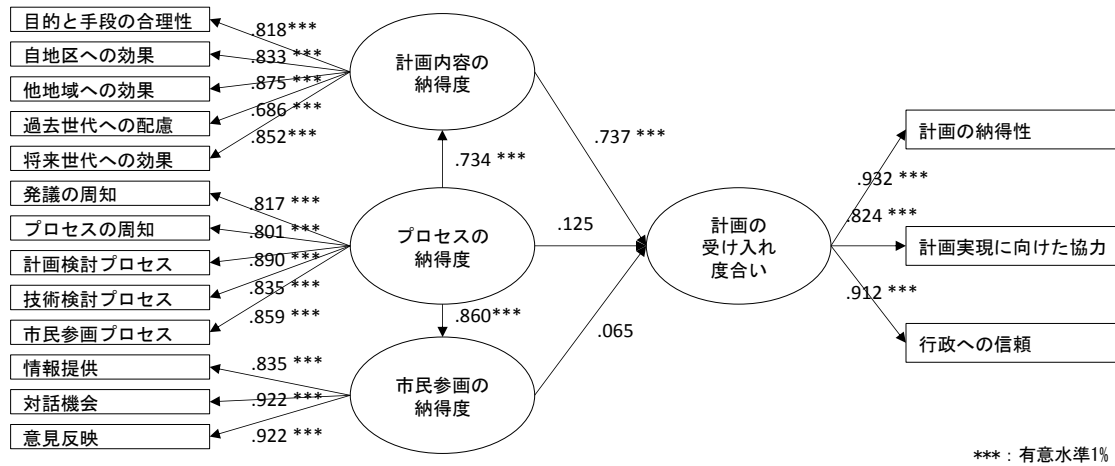 目的と手段の合理性
自地区への効果
他地域への効果
過去世代への配慮
将来世代への効果
発議の周知
プロセスの周知
計画検討プロセス
技術検討プロセス
市民参画プロセス
情報提供
対話機会
意見反映
.818***
.833 ***
.875 ***
.686***
.852***
.817 ***
.801 ***
.890 ***
.835 ***
.859 ***
.835 ***
.922 ***
.922 ***
計画内容の
納得度
.734 ***
プロセスの
納得度
.860***
市民参画の
納得度
.737 ***
.125
.065
計画の
受け入れ
度合い
.932 ***
.824 ***
.912 ***
計画の納得性
計画実現に向けた協力
行政への信頼
***：有意水準1%